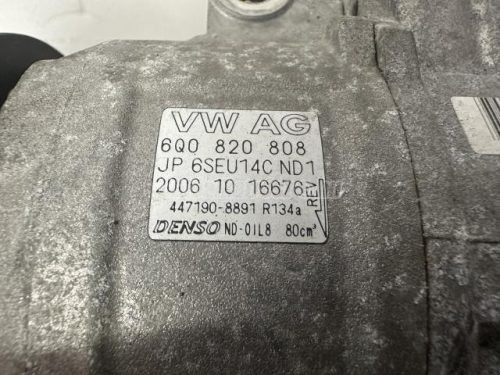 VW AG
6Q0 820 808
JP 6SEU14C ND1
2006 10 16676
REV
447190-8891 R134a
DENSO ND-OIL8 80cm³